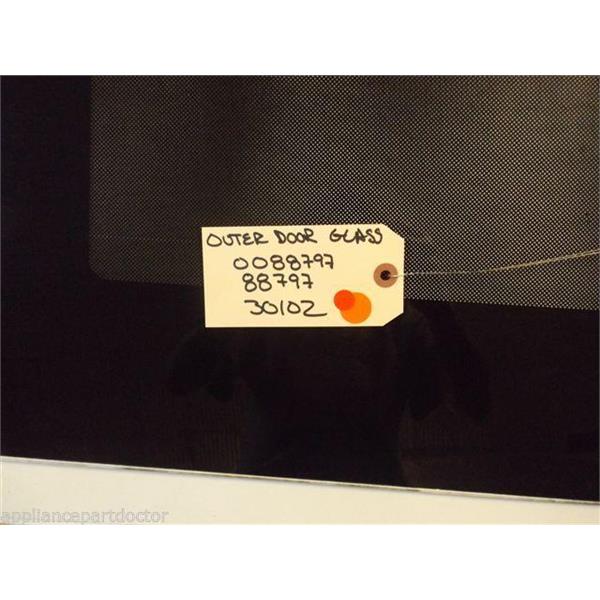 OUTER DOOR GLASS
0088797
88797
30102
appliancepartdoctor